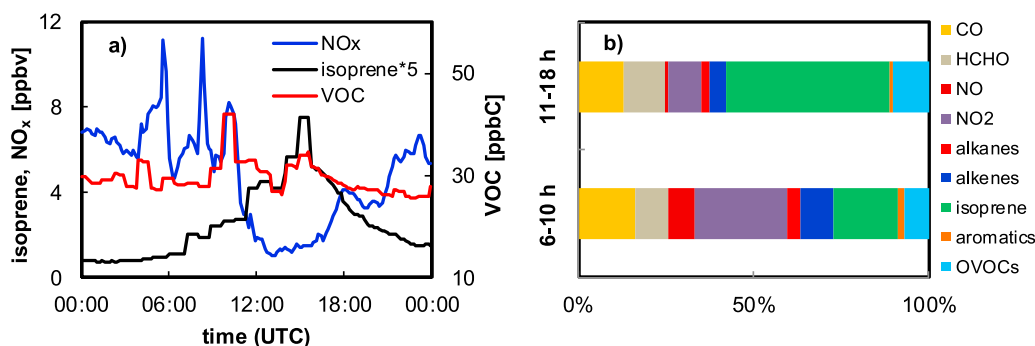 a)
NOx
isoprene*5
VOC
isoprene, NOx [ppbv]
12
8
4
0
VOC [ppbC]
50
30
10
00:00
06:00
12:00
18:00
00:00
time (UTC)
b)
11-18 h
6-10 h
0%
50%
100%
CO
HCHO
NO
NO2
alkanes
alkenes
isoprene
aromatics
OVOCs